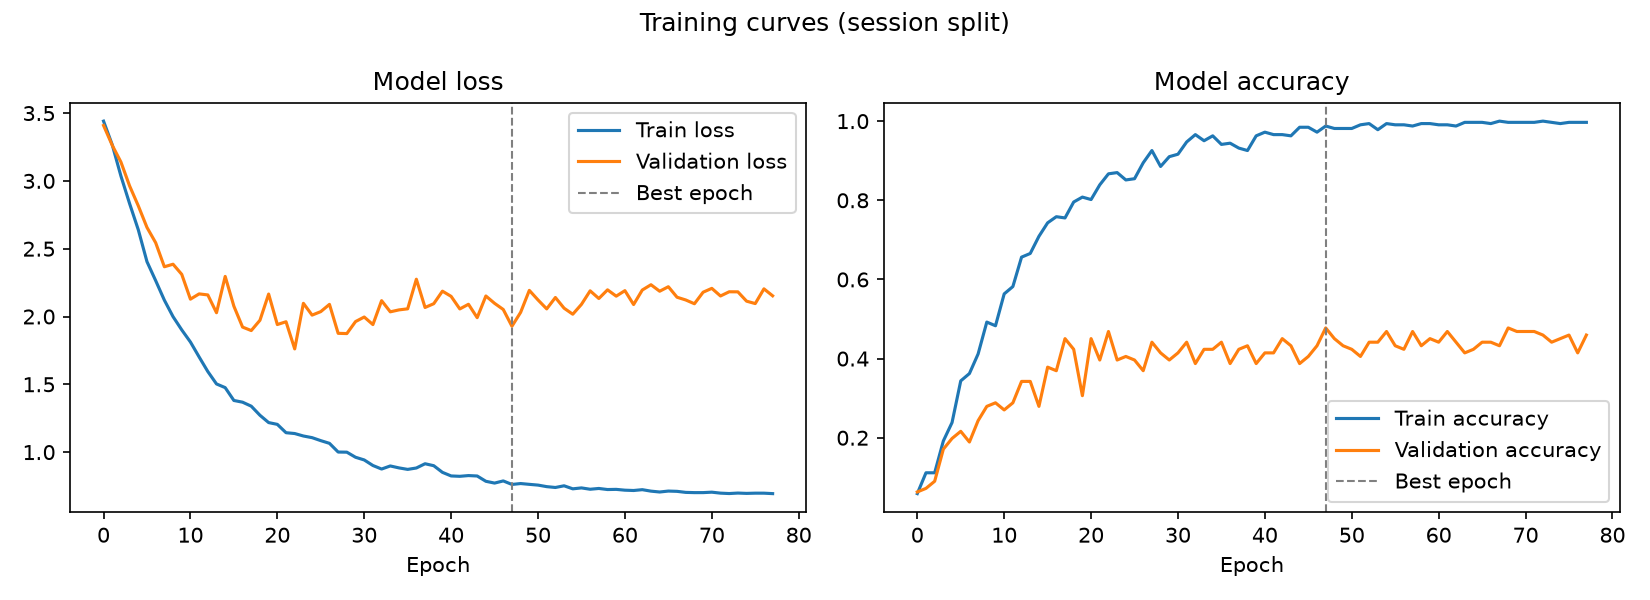 Training curves (session split)
Model loss
3.5
3.0
2.5
2.0
1.5
1.0
Train loss
Validation loss
Best epoch
0 10 20 30 40 50 60 70 80
Epoch
Model accuracy
1.0
0.8
0.6
0.4
0.2
Train accuracy
Validation accuracy
Best epoch
0 10 20 30 40 50 60 70 80
Epoch